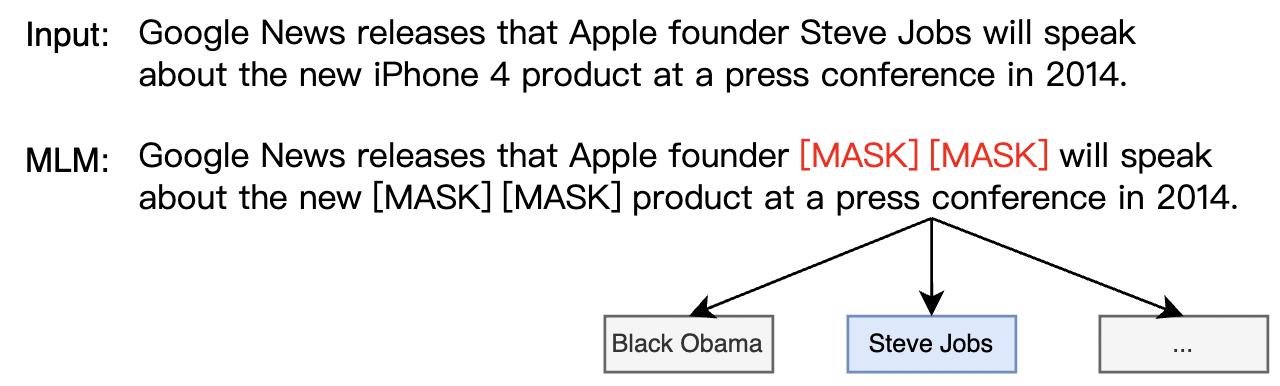 Input: Google News releases that Apple founder Steve Jobs will speak
about the new iPhone 4 product at a press conference in 2014.
MLM: Google News releases that Apple founder [MASK] [MASK] will speak
about the new [MASK] [MASK] product at a press conference in 2014.
Black Obama Steve Jobs ...